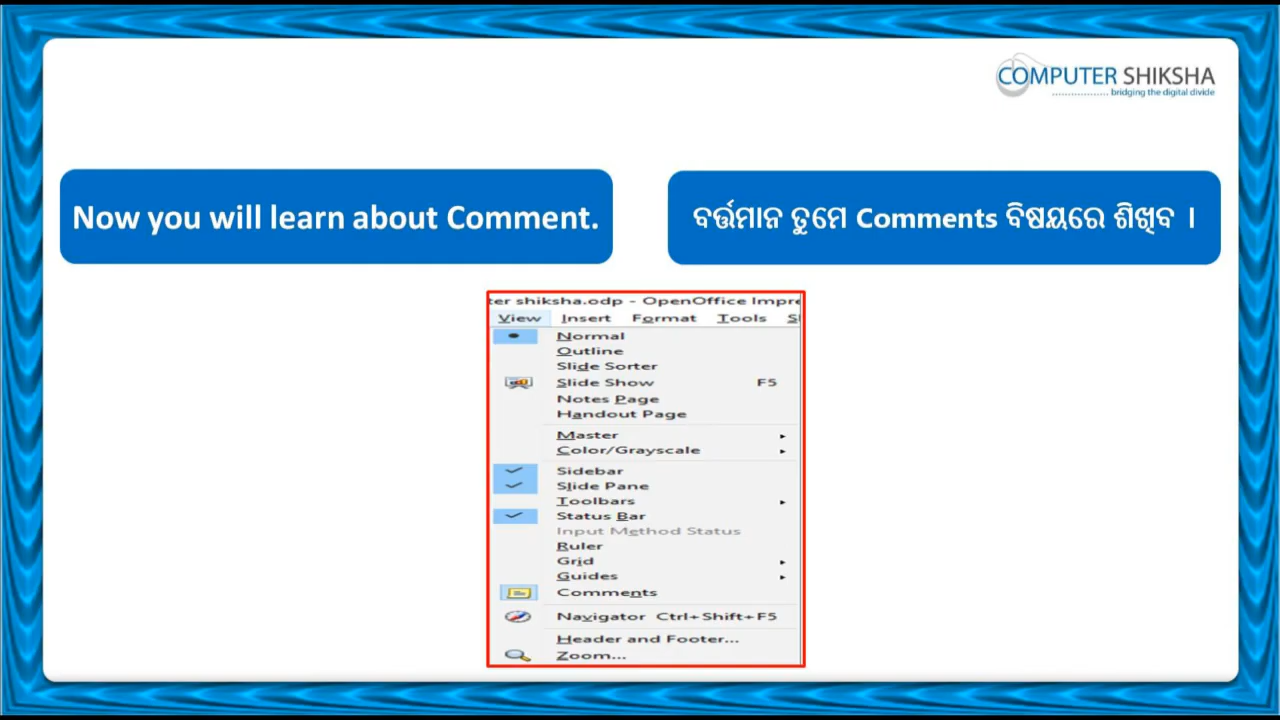 COMPUTER SHIKSHA
bridging the digital divide
Now you will learn about Comment.
ବର୍ତ୍ତମାନ ତୁମେ Comments ବିଷୟରେ ଶିଖିବ ।
ter shiksha.odp - OpenOffice Impre
View Insert Format Tools S
Normal
Outline
Slide Sorter
Slide Show F5
Notes Page
Handout Page
Master
Color/Grayscale
Sidebar
Slide Pane
Toolbars
Status Bar
Input Method Status
Ruler
Grid
Guides
Comments
Navigator Ctrl+Shift+F5
Header and Footer...
Zoom...